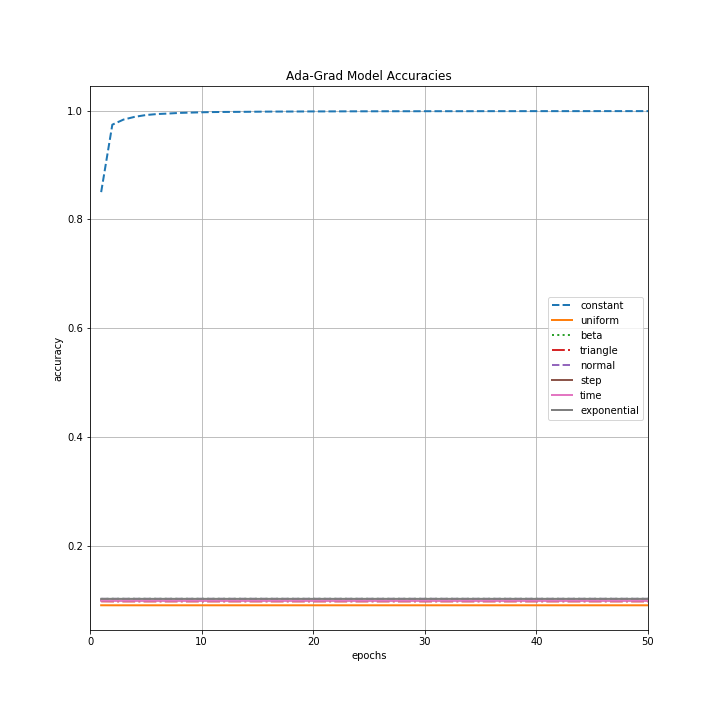 Ada-Grad Model Accuracies
1.0
0.8
0.6
0.4
0.2
accuracy
constant
uniform
beta
triangle
normal
step
time
exponential
0 10 20 30 40 50
epochs